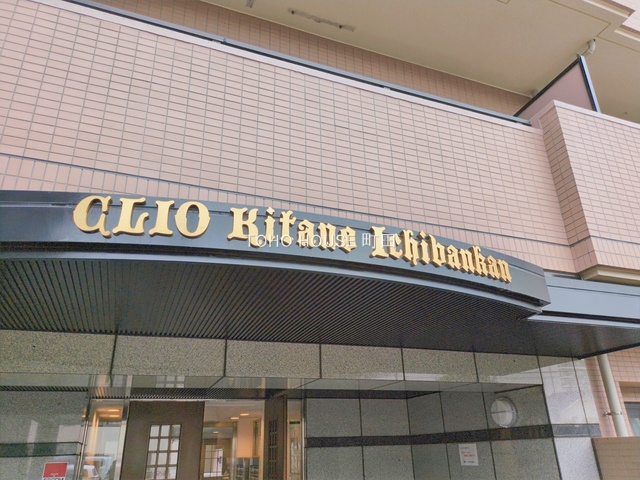 CLIO Kitano Ichibankan
TOHO HOUSE 町田